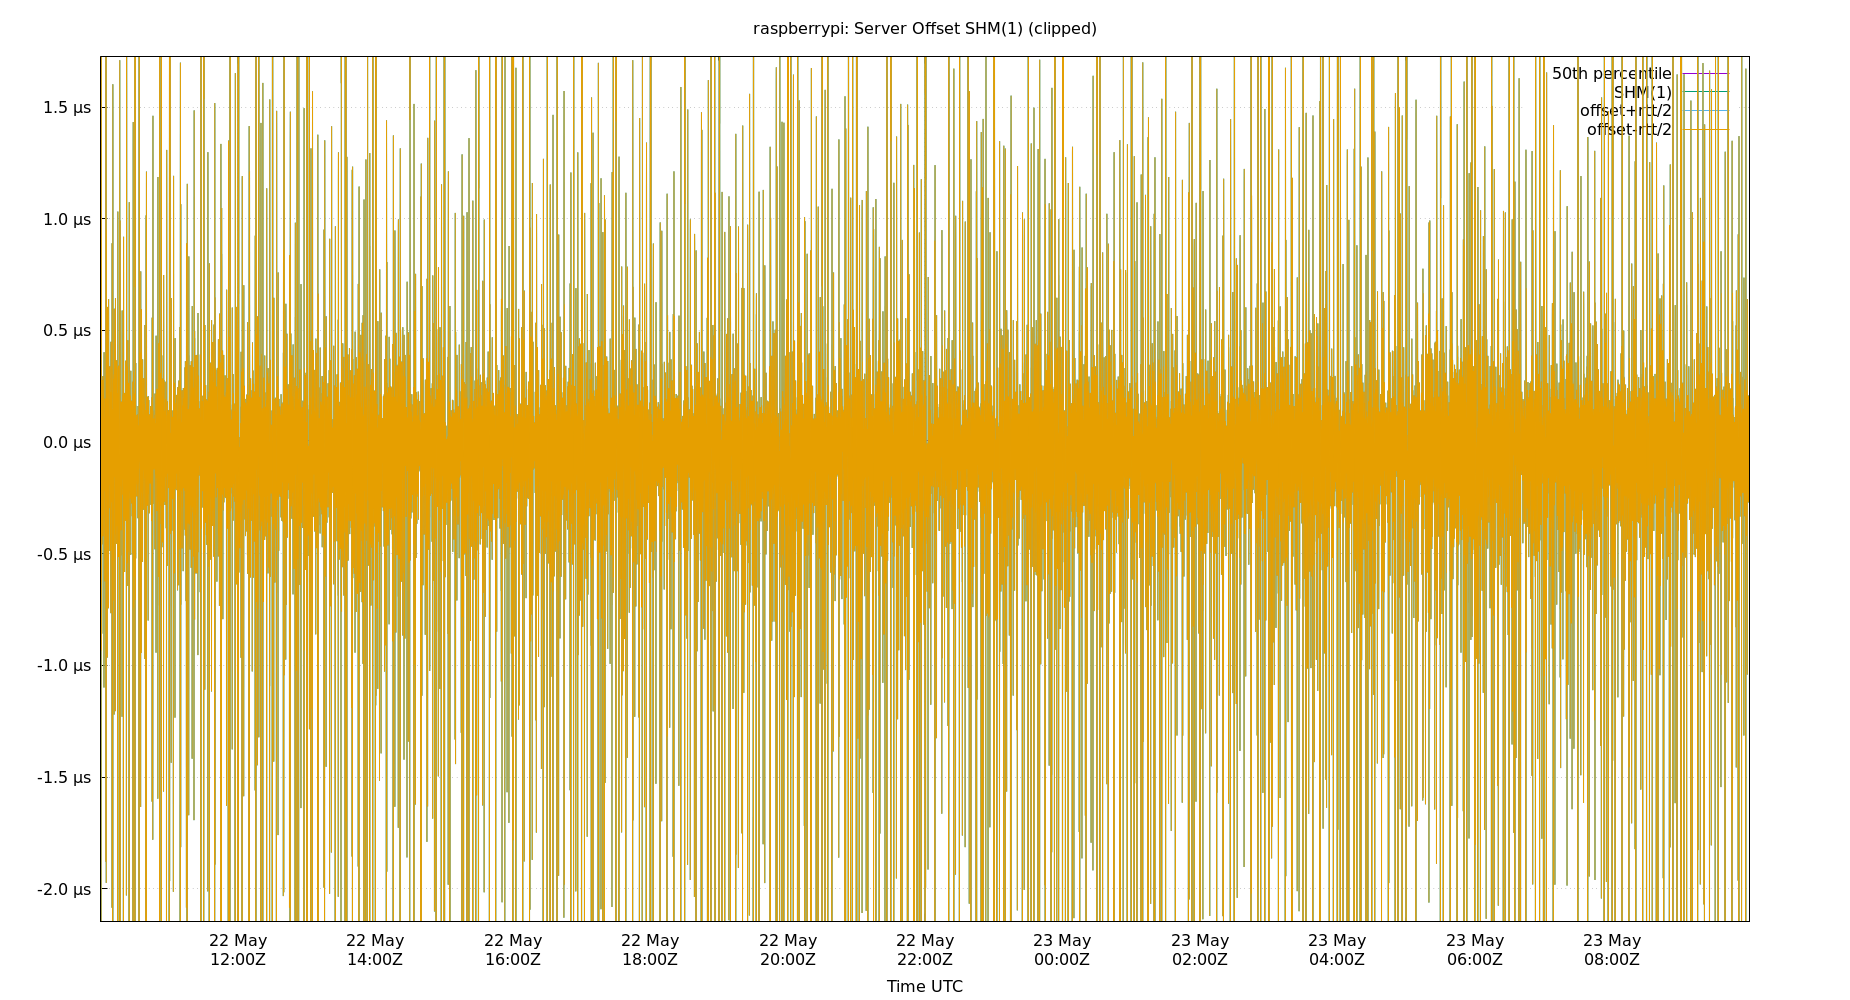 raspberrypi: Server Offset SHM(1) (clipped)
50th percentile
SHM(1)
offset+rtt/2
offset-rtt/2
1.5 µs
1.0 µs
0.5 µs
0.0 µs
-0.5 µs
-1.0 µs
-1.5 µs
-2.0 µs
22 May 22 May 22 May 22 May 22 May 22 May 23 May 23 May 23 May 23 May 23 May
12:00Z 14:00Z 16:00Z 18:00Z 20:00Z 22:00Z 00:00Z 02:00Z 04:00Z 06:00Z 08:00Z
Time UTC